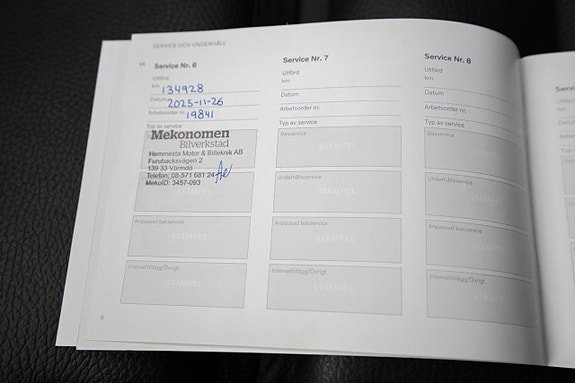 SERVICE OCH UNDERHÅLL
Service Nr. 6
Utförd
km 134928
Datum 2025-11-26
Arbetsorder nr. 19841
Typ av service
Mekonomen
Bilverkstad
Hemmesta Motor & Bilteknik AB
Furubacksvägen 2
139 33 Värmdö
Telefon: 08-571 681 24
MekoID: 3457-093
STÄMPEL
Anpassad basservice
STÄMPEL
Intervalltillägg/Övrigt
STÄMPEL
8
Service Nr. 7
Utförd
km
Datum
Arbetsorder nr.
Typ av service
Basservice
STÄMPEL
Underhållsservice
STÄMPEL
Anpassad basservice
STÄMPEL
Intervalltillägg/Övrigt
STÄMPEL
Service Nr. 8
Utförd
km
Datum
Arbetsorder nr.
Typ av service
Basservice
STÄMPEL
Underhållsservice
STÄMPEL
Anpassad basservice
STÄMPEL
Intervalltillägg/Övrigt
STÄMPEL